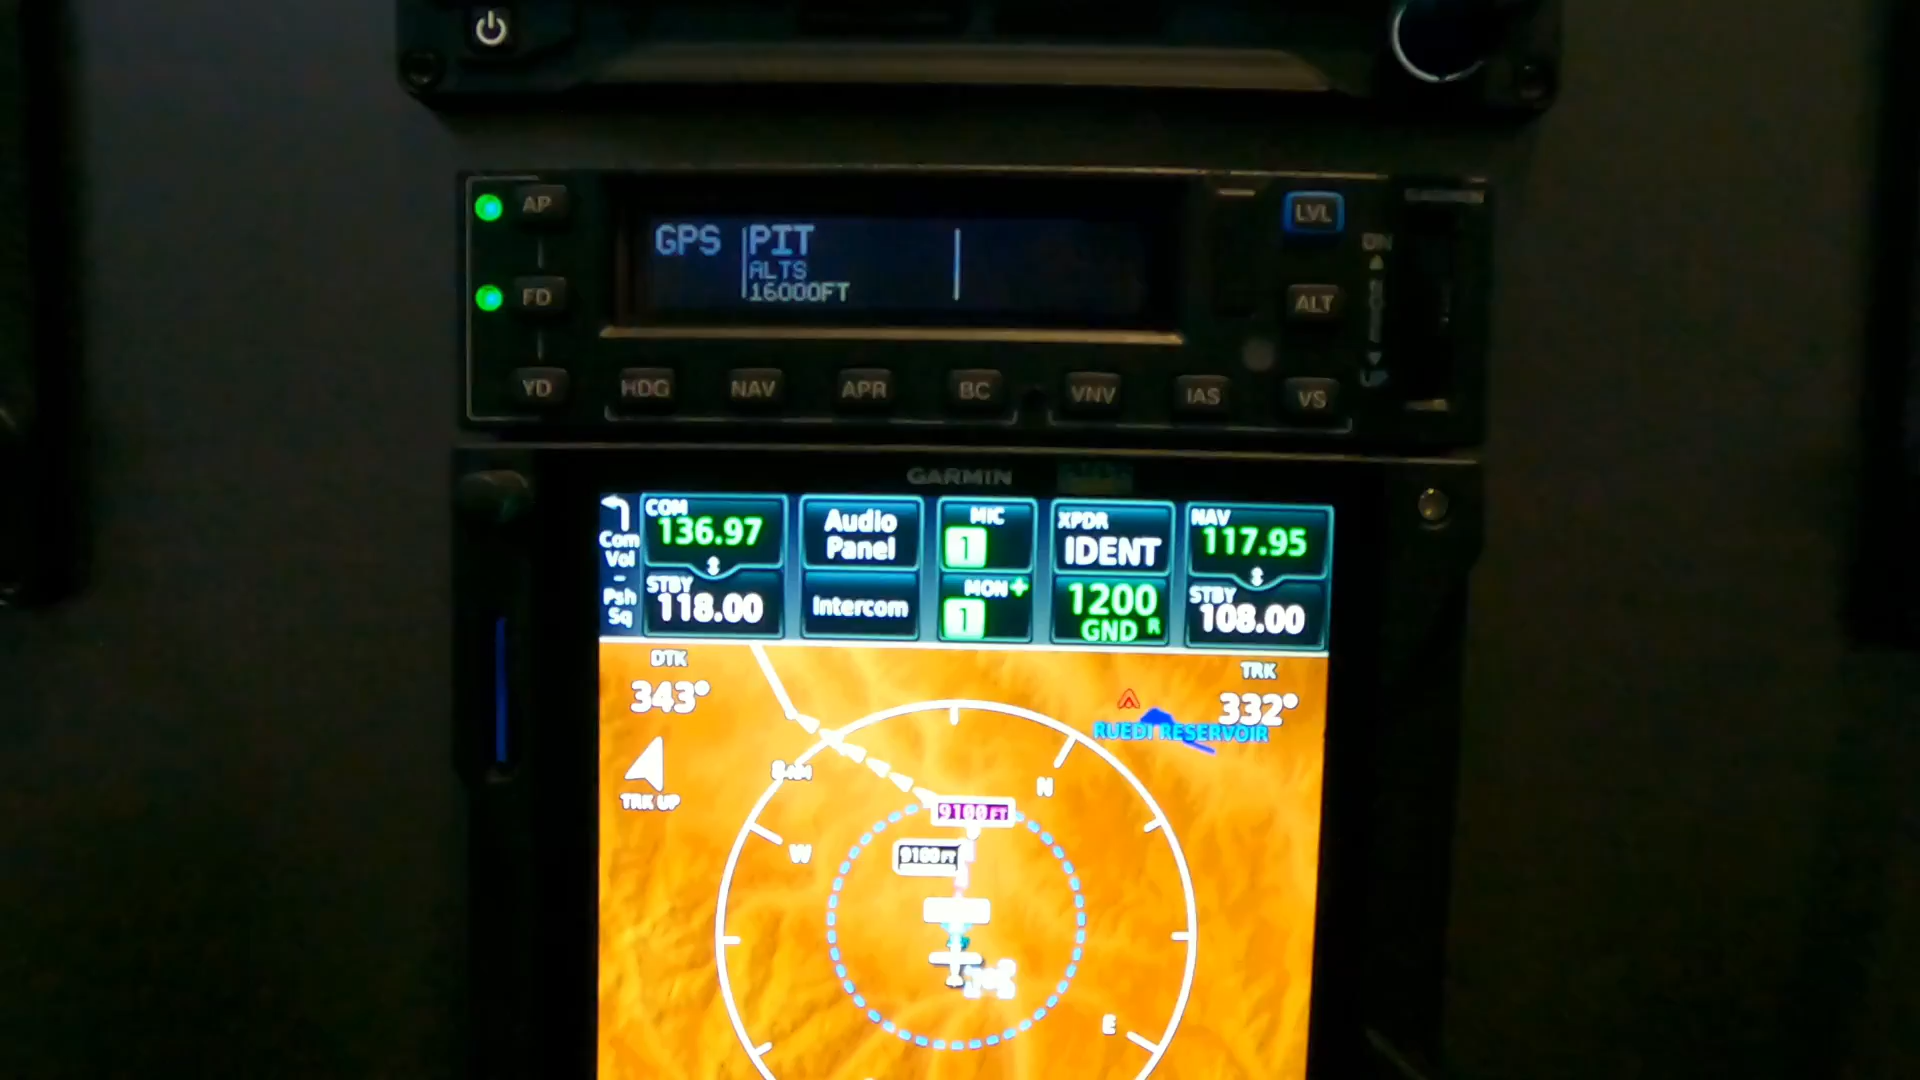 AP
GPS PIT
ALTS
16000FT
LVL
DN
FD
ALT
UP
YD HDG NAV APR BC VNV IAS VS
GARMIN
COM
136.97
Audio
Panel
MIC
1
XPDR
IDENT
NAV
117.95
Com
Vol
-
Psh
Sq
STBY
118.00
Intercom
MON+
1
1200
GND R
STBY
108.00
DTK
343°
TRK
332°
RUEDI RESERVOIR
TRK UP
N
9100FT
9100FT
W
E